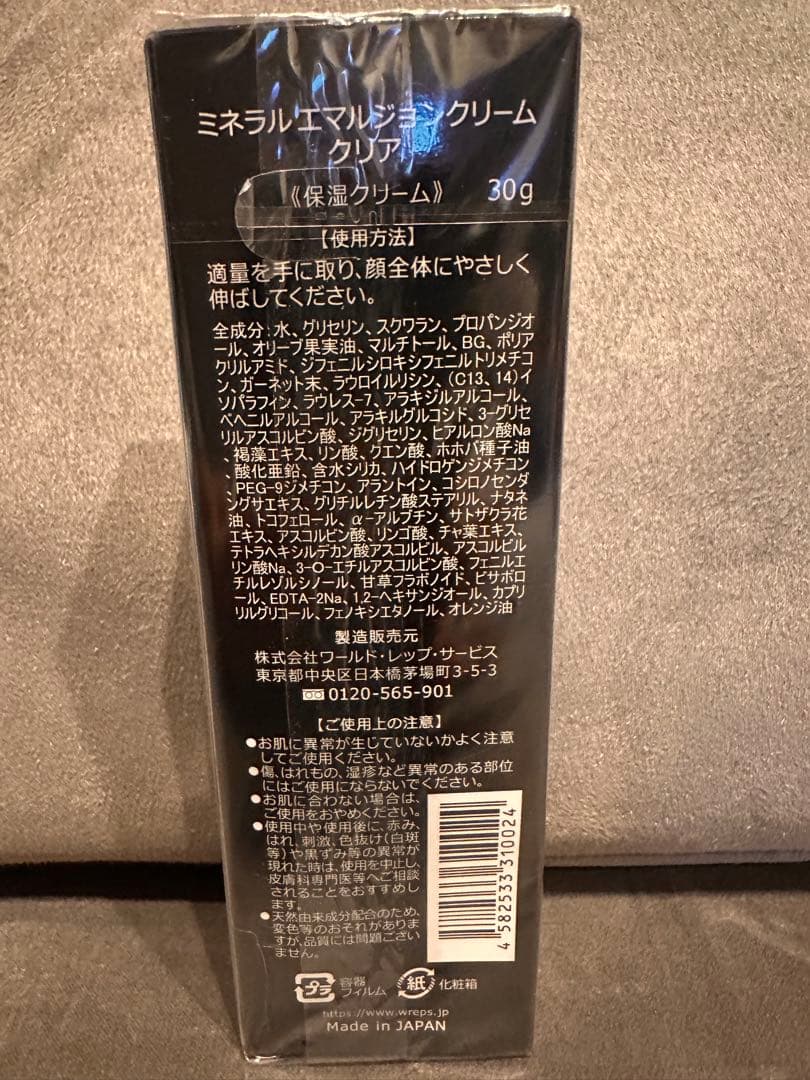 ミネラルエマルジョンクリーム
クリア
《保湿クリーム》 30g
【使用方法】
適量を手に取り、顔全体にやさしく
伸ばしてください。
全成分:水、グリセリン、スクワラン、プロパンジオ
ール、オリーブ果実油、マルチトール、BG、ポリア
クリルアミド、ジフェニルシロキシフェニルトリメチコ
ン、ガーネット末、ラウロイルリシン、(C13、14)イ
ソパラフィン、ラウレス-7、アラキジルアルコール、
ベヘニルアルコール、アラキルグルコシド、3-グリセ
リルアスコルビン酸、ジグリセリン、ヒアルロン酸Na
、褐藻エキス、リン酸、クエン酸、ホホバ種子油
、酸化亜鉛、含水シリカ、ハイドロゲンジメチコン
、PEG-9ジメチコン、アラントイン、コシロノセンダ
ングサエキス、グリチルレチン酸ステアリル、ナタネ
油、トコフェロール、α-アルブチン、サトザクラ花
エキス、アスコルビン酸、リンゴ酸、チャ葉エキス、
テトラヘキシルデカン酸アスコルビル、アスコルビル
リン酸Na、3-O-エチルアスコルビン酸、フェニルエ
チルレゾルシノール、甘草フラボノイド、ビサボロ
ール、EDTA-2Na、1,2-ヘキサンジオール、カプリ
リルグリコール、フェノキシエタノール、オレンジ油
製造販売元
株式会社ワールド・レップ・サービス
東京都中央区日本橋茅場町3-5-3
0120-565-901
【ご使用上の注意】
●お肌に異常が生じていないかよく注意
してご使用ください。
●傷、はれもの、湿疹など異常のある部位
にはご使用にならないでください。
●お肌に合わない場合は、
ご使用をおやめください。
●使用中や使用後に、赤み、
はれ、刺激、色抜け(白斑
等)や黒ずみ等の異常が
現れた時は、使用を中止し、
皮膚科専門医等へご相談
されることをおすすめしま
す。
●天然由来成分配合のため、
変色等のおそれがありま
すが、品質には問題ござい
ません。
4 582533 310024
プラ
容器
フィルム
紙
化粧箱
https://www.wreps.jp
Made in JAPAN